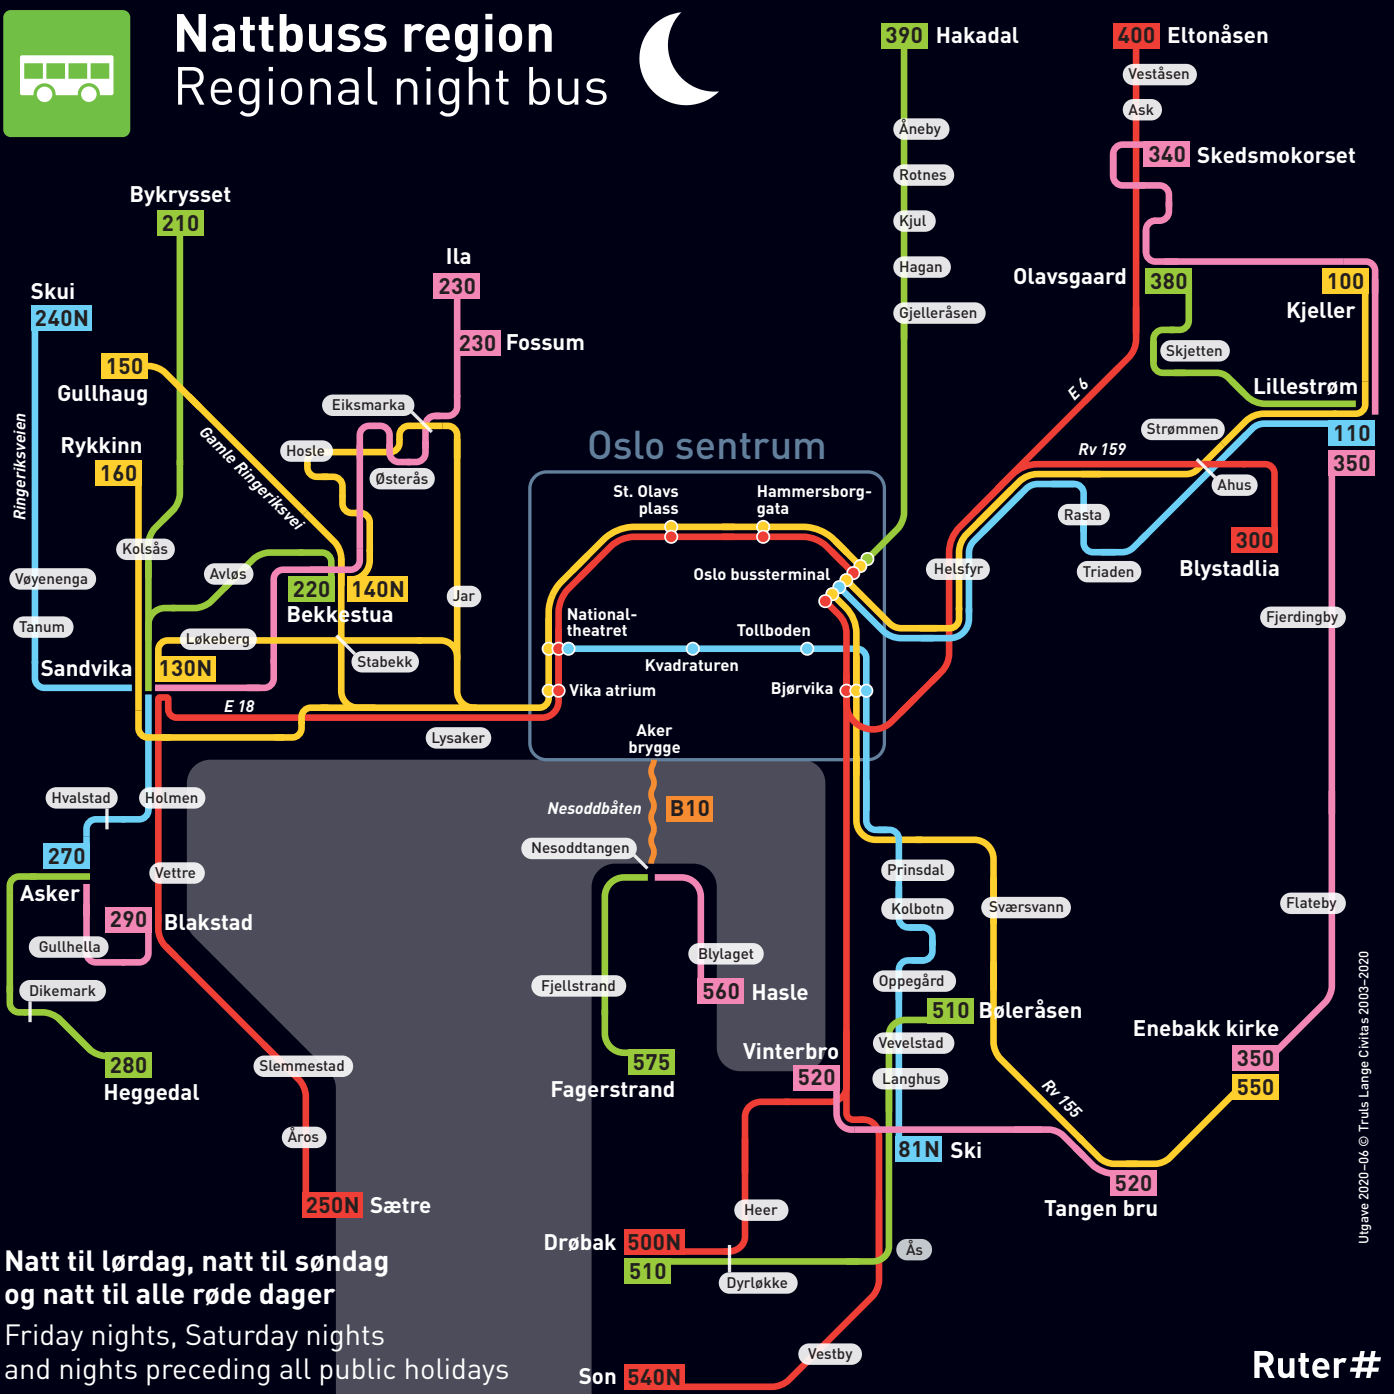 Nattbuss region
Regional night bus
390 Hakadal
400 Eltonåsen
Veståsen
Ask
Åneby
340 Skedsmokorset
Rotnes
Bykrysset
210
Kjul
Ila
230
Hagan
Olavsgaard 380
100
Kjeller
Skui
240N
Gjelleråsen
230 Fossum
150
Gullhaug
Skjetten
E 6
Lillestrøm
Eiksmarka
Ringeriksveien
Rykkinn
160
Gamle Ringeriksvei
Hosle
Østerås
Oslo sentrum
Strømmen
110
Rv 159
350
Ahus
St. Olavs
plass
Hammersborg-
gata
Rasta
300
Blystadlia
Kolsås
Avløs
Oslo bussterminal
Helsfyr
Triaden
Vøyenenga
220
140N
Bekkestua
Jar
National-
theatret
Tollboden
Fjerdingby
Tanum
Løkeberg
Stabekk
Kvadraturen
Sandvika
130N
Vika atrium
Bjørvika
E 18
Lysaker
Aker
brygge
Hvalstad
Holmen
Nesoddbåten
B10
Nesoddtangen
270
Asker
Vettre
Prinsdal
290 Blakstad
Kolbotn
Sværsvann
Flateby
Gullhella
Blylaget
Dikemark
Fjellstrand
560 Hasle
Oppegård
510 Bøleråsen
Enebakk kirke
350
550
Vevelstad
Vinterbro
520
280
Heggedal
Slemmestad
575
Fagerstrand
Langhus
Rv 155
Åros
81N Ski
520
Tangen bru
250N Sætre
Heer
Drøbak 500N
510
Ås
Dyrløkke
Vestby
Son 540N
Utgave 2020-06 © Truls Lange Civitas 2003-2020
Natt til lørdag, natt til søndag
og natt til alle røde dager
Friday nights, Saturday nights
and nights preceding all public holidays
Ruter#